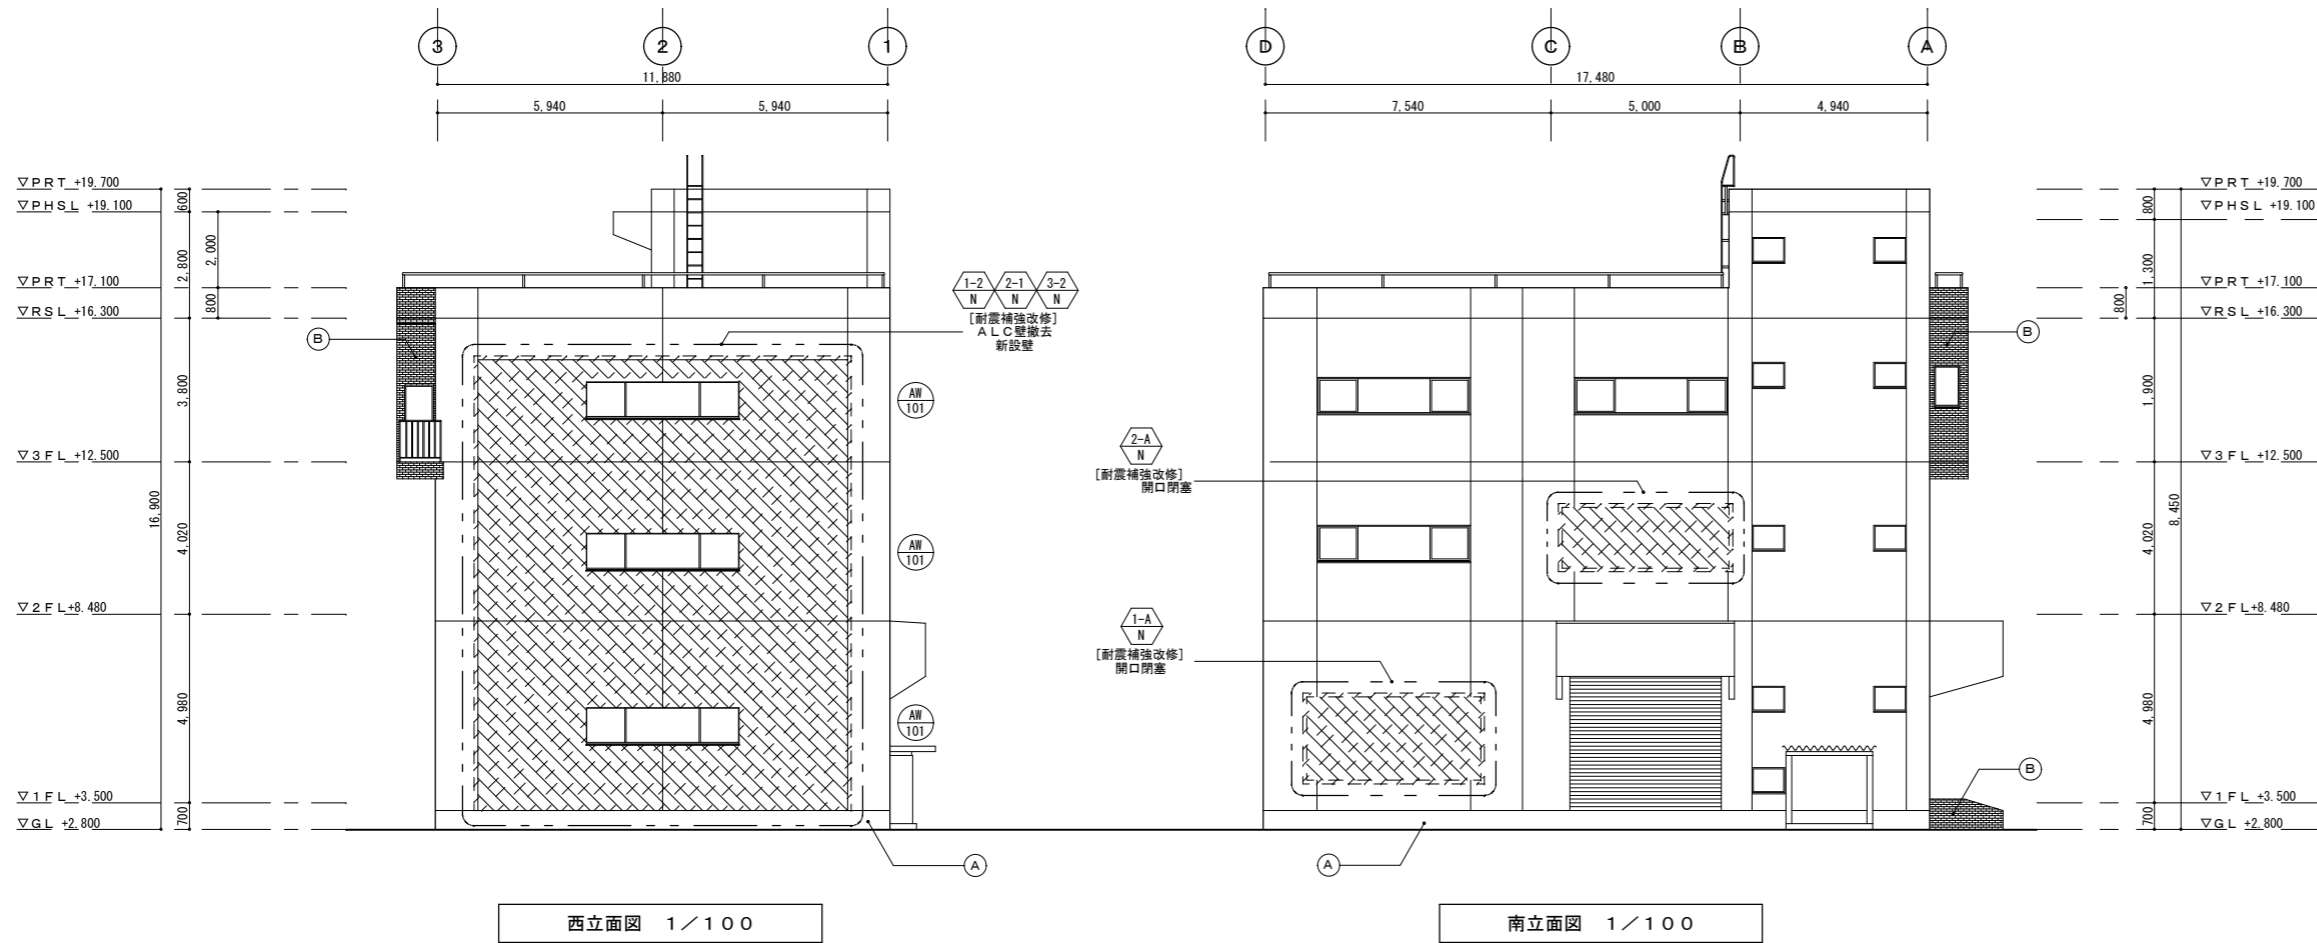 3
2
1
11,880
5,940
5,940
D
C
B
A
17,480
7,540
5,000
4,940
▽PRT +19.700
▽PHSL +19.100
▽PRT +17.100
▽RSL +16.300
▽3FL +12.500
▽2FL+8.480
▽1FL +3.500
▽GL +2.800
16,900
600
2,800
2,000
800
3,800
4,020
4,980
700
B
1-2
N
2-1
N
3-2
N
[耐震補強改修]
ALC壁撤去
新設壁
AW
101
AW
101
AW
101
A
2-A
N
[耐震補強改修]
開口閉塞
1-A
N
[耐震補強改修]
開口閉塞
A
B
B
800
1,300
800
1,900
4,020
4,980
700
8,450
▽PRT +19.700
▽PHSL +19.100
▽PRT +17.100
▽RSL +16.300
▽3FL +12.500
▽2FL+8.480
▽1FL +3.500
▽GL +2.800
西立面図 1/100
南立面図 1/100